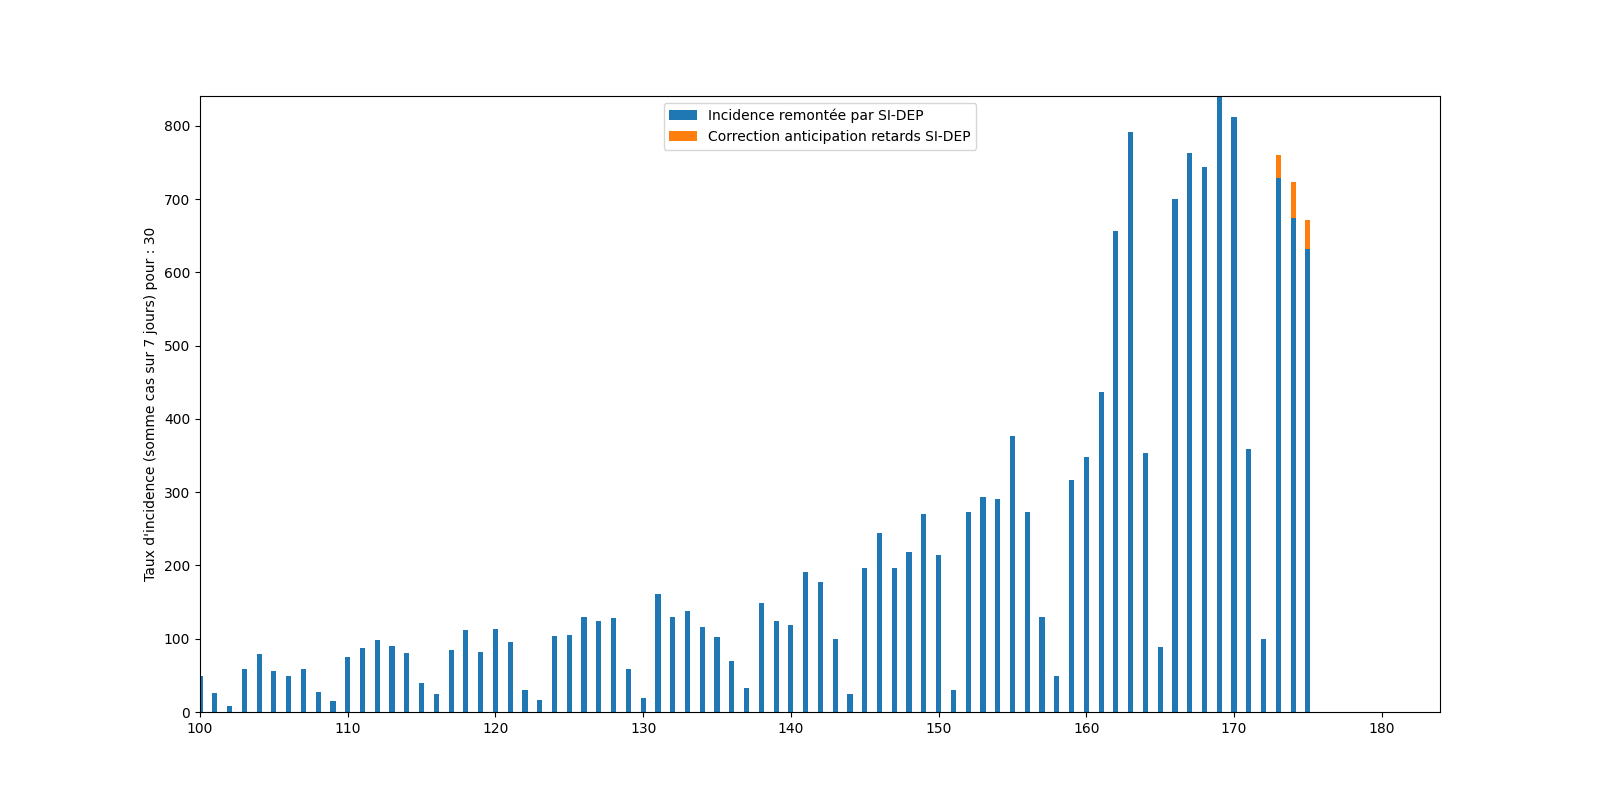 Incidence remontée par SI-DEP
Correction anticipation retards SI-DEP
Taux d'incidence (somme cas sur 7 jours) pour : 30
800
700
600
500
400
300
200
100
0
100 110 120 130 140 150 160 170 180